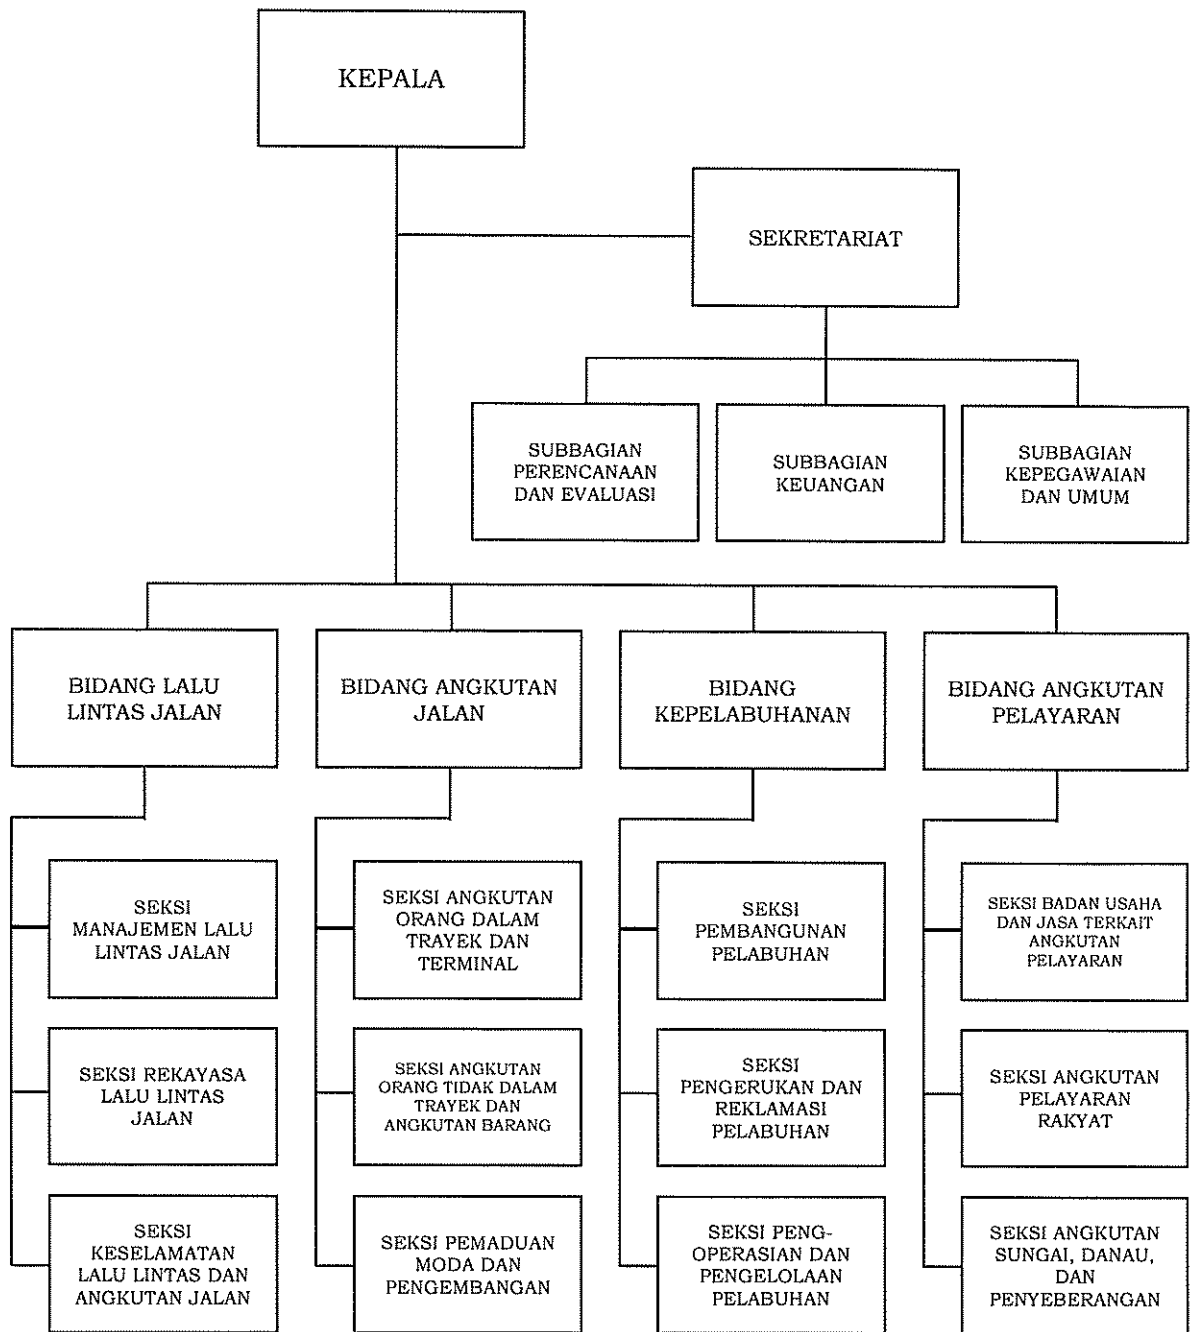 KEPALA
SEKRETARIAT
SUBBAGIAN
PERENCANAAN
DAN EVALUASI
SUBBAGIAN
KEUANGAN
SUBBAGIAN
KEPEGAWAIAN
DAN UMUM
BIDANG LALU
LINTAS JALAN
BIDANG ANGKUTAN
JALAN
BIDANG
KEPELABUHANAN
BIDANG ANGKUTAN
PELAYARAN
SEKSI
MANAJEMEN LALU
LINTAS JALAN
SEKSI ANGKUTAN
ORANG DALAM
TRAYEK DAN
TERMINAL
SEKSI
PEMBANGUNAN
PELABUHAN
SEKSI BADAN USAHA
DAN JASA TERKAIT
ANGKUTAN
PELAYARAN
SEKSI REKAYASA
LALU LINTAS
JALAN
SEKSI ANGKUTAN
ORANG TIDAK DALAM
TRAYEK DAN
ANGKUTAN BARANG
SEKSI
PENGERUKAN DAN
REKLAMASI
PELABUHAN
SEKSI ANGKUTAN
PELAYARAN
RAKYAT
SEKSI
KESELAMATAN
LALU LINTAS DAN
ANGKUTAN JALAN
SEKSI PEMADUAN
MODA DAN
PENGEMBANGAN
SEKSI PENG-
OPERASIAN DAN
PENGELOLAAN
PELABUHAN
SEKSI ANGKUTAN
SUNGAI, DANAU,
DAN
PENYEBERANGAN